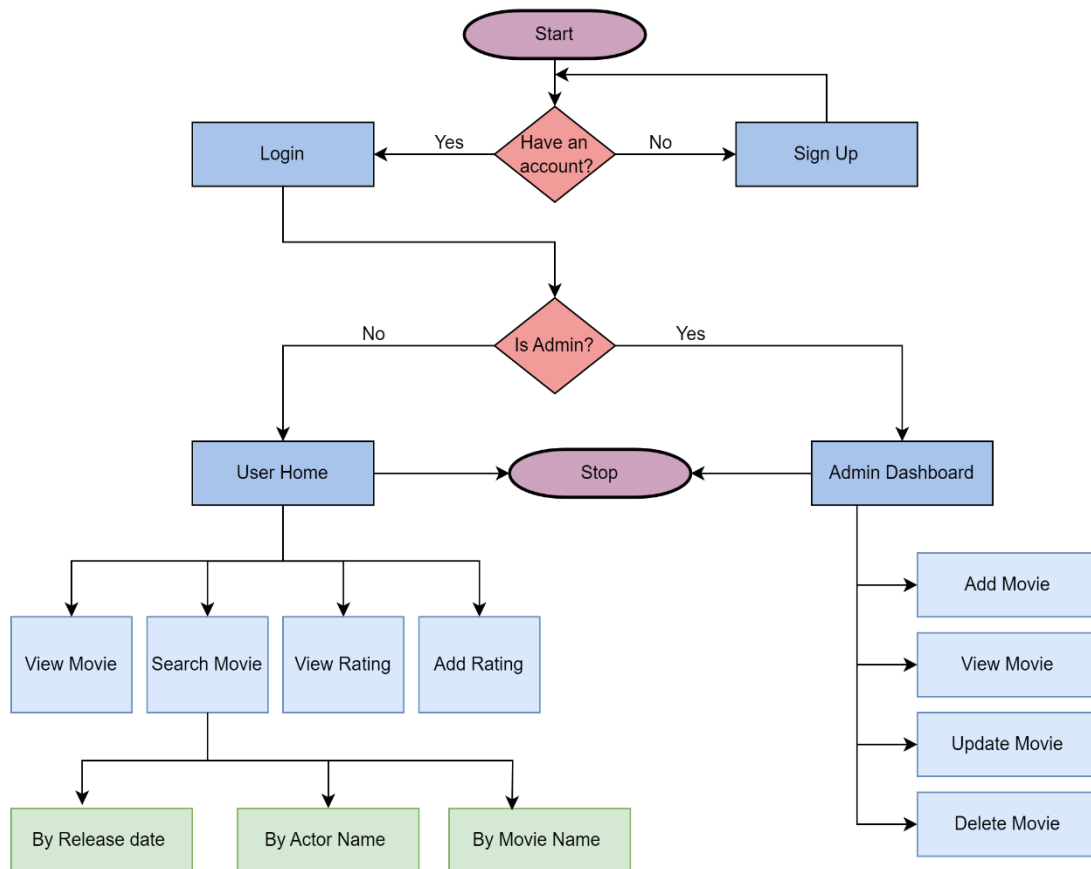 Start
Login
Yes
Have an
account?
No
Sign Up
No
Is Admin?
Yes
User Home
Stop
Admin Dashboard
View Movie
Search Movie
View Rating
Add Rating
Add Movie
View Movie
Update Movie
Delete Movie
By Release date
By Actor Name
By Movie Name